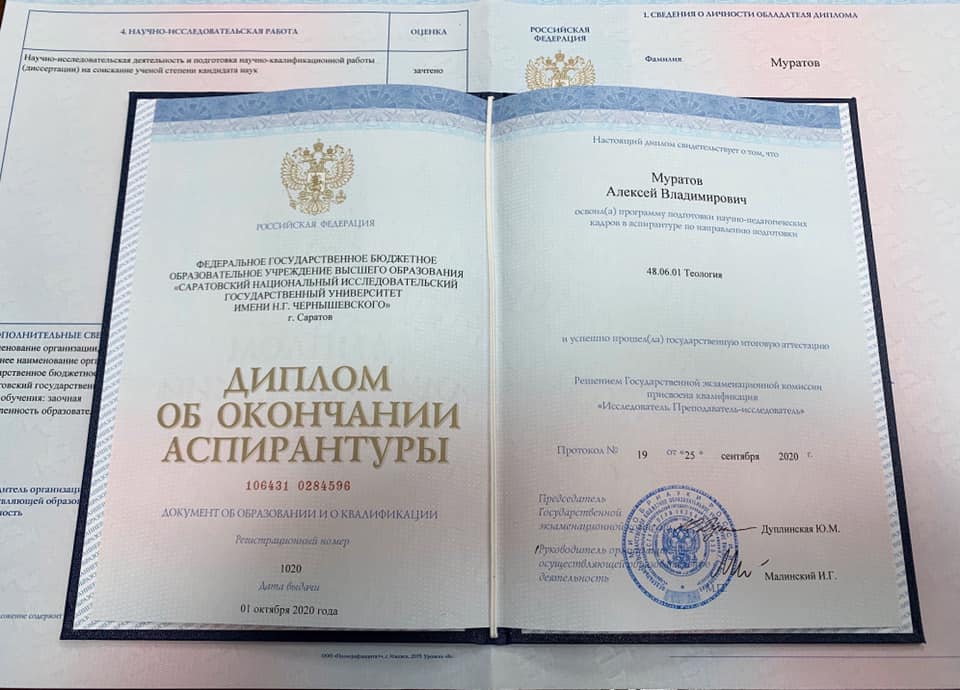 4. НАУЧНО-ИССЛЕДОВАТЕЛЬСКАЯ РАБОТА
ОЦЕНКА
Научно-исследовательская деятельность и подготовка научно-квалификационной работы
(диссертации) на соискание ученой степени кандидата наук
зачтено
1. СВЕДЕНИЯ О ЛИЧНОСТИ ОБЛАДАТЕЛЯ ДИПЛОМА
РОССИЙСКАЯ
ФЕДЕРАЦИЯ
Фамилия
Муратов
РОССИЙСКАЯ ФЕДЕРАЦИЯ
ФЕДЕРАЛЬНОЕ ГОСУДАРСТВЕННОЕ БЮДЖЕТНОЕ
ОБРАЗОВАТЕЛЬНОЕ УЧРЕЖДЕНИЕ ВЫСШЕГО ОБРАЗОВАНИЯ
«САРАТОВСКИЙ НАЦИОНАЛЬНЫЙ ИССЛЕДОВАТЕЛЬСКИЙ
ГОСУДАРСТВЕННЫЙ УНИВЕРСИТЕТ
ИМЕНИ Н.Г. ЧЕРНЫШЕВСКОГО»
г. Саратов
ДИПЛОМ
ОБ ОКОНЧАНИИ
АСПИРАНТУРЫ
106431 0284596
ДОКУМЕНТ ОБ ОБРАЗОВАНИИ И О КВАЛИФИКАЦИИ
Регистрационный номер
1020
Дата выдачи
01 октября 2020 года
Настоящий диплом свидетельствует о том, что
Муратов
Алексей Владимирович
освоил(а) программу подготовки научно-педагогических
кадров в аспирантуре по направлению подготовки
48.06.01 Теология
и успешно прошел(ла) государственную итоговую аттестацию
Решением Государственной экзаменационной комиссии
присвоена квалификация
«Исследователь. Преподаватель-исследователь»
Протокол № 19 от "25" сентября 2020 г.
Председатель
Государственной
экзаменационной
Дуплинская Ю.М.
Руководитель
осуществляющей
деятельность
Малинский И.Г.
М.П.
обучения: заочная